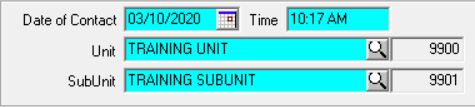 Date of Contact 03/10/2020 Time 10:17 AM
Unit TRAINING UNIT 9900
SubUnit TRAINING SUBUNIT 9901